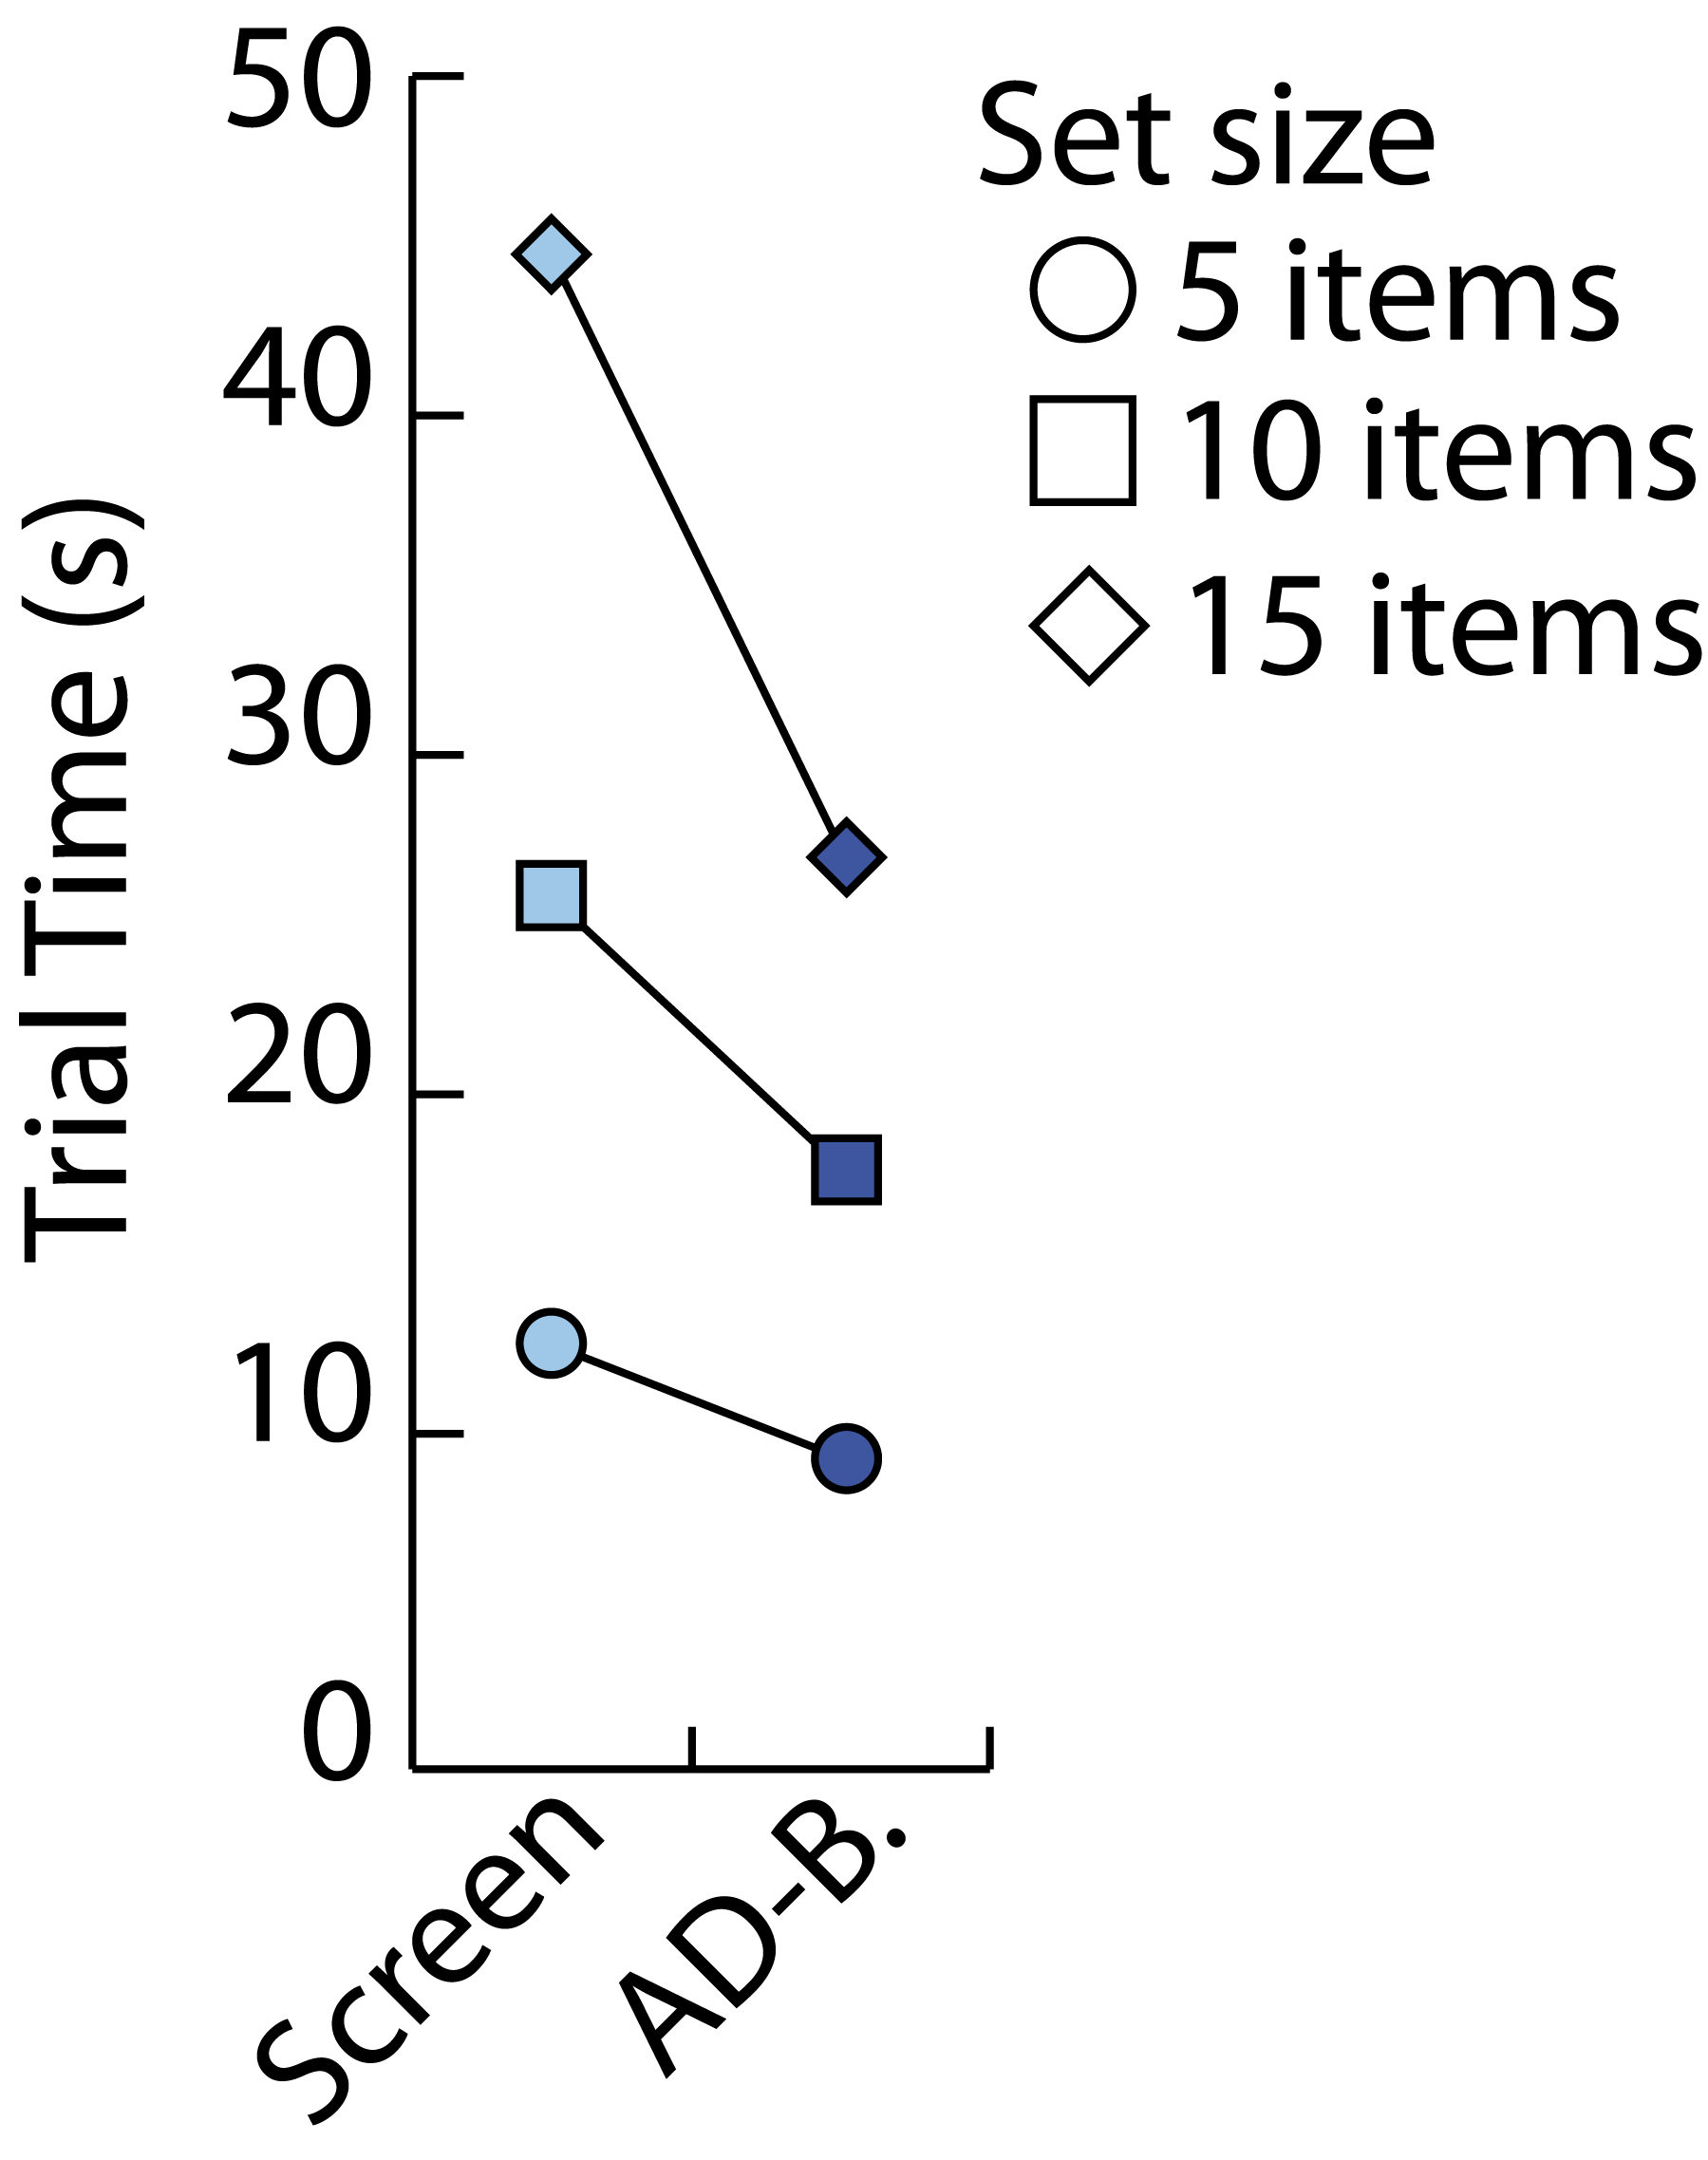 50
40
30
20
10
0
Trial Time (s)
Set size
5 items
10 items
15 items
Screen
AD-B.